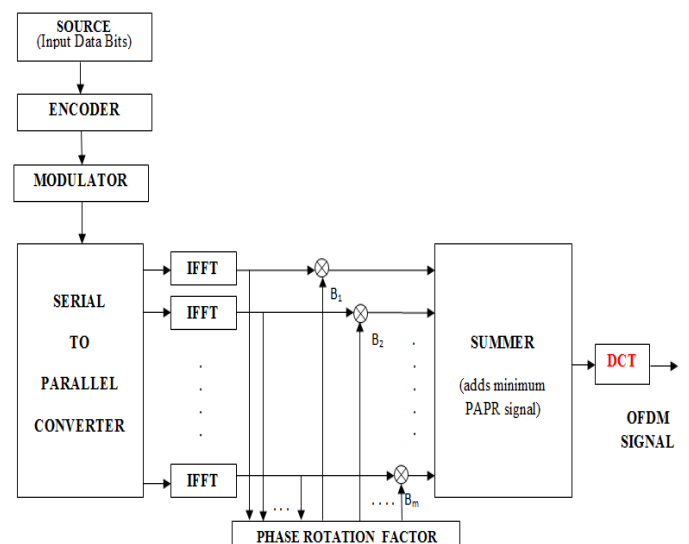 SOURCE
(Input Data Bits)
ENCODER
MODULATOR
SERIAL
TO
PARALLEL
CONVERTER
IFFT
IFFT
IFFT
B1
B2
Bm
SUMMER
(adds minimum
PAPR signal)
DCT
OFDM
SIGNAL
PHASE ROTATION FACTOR